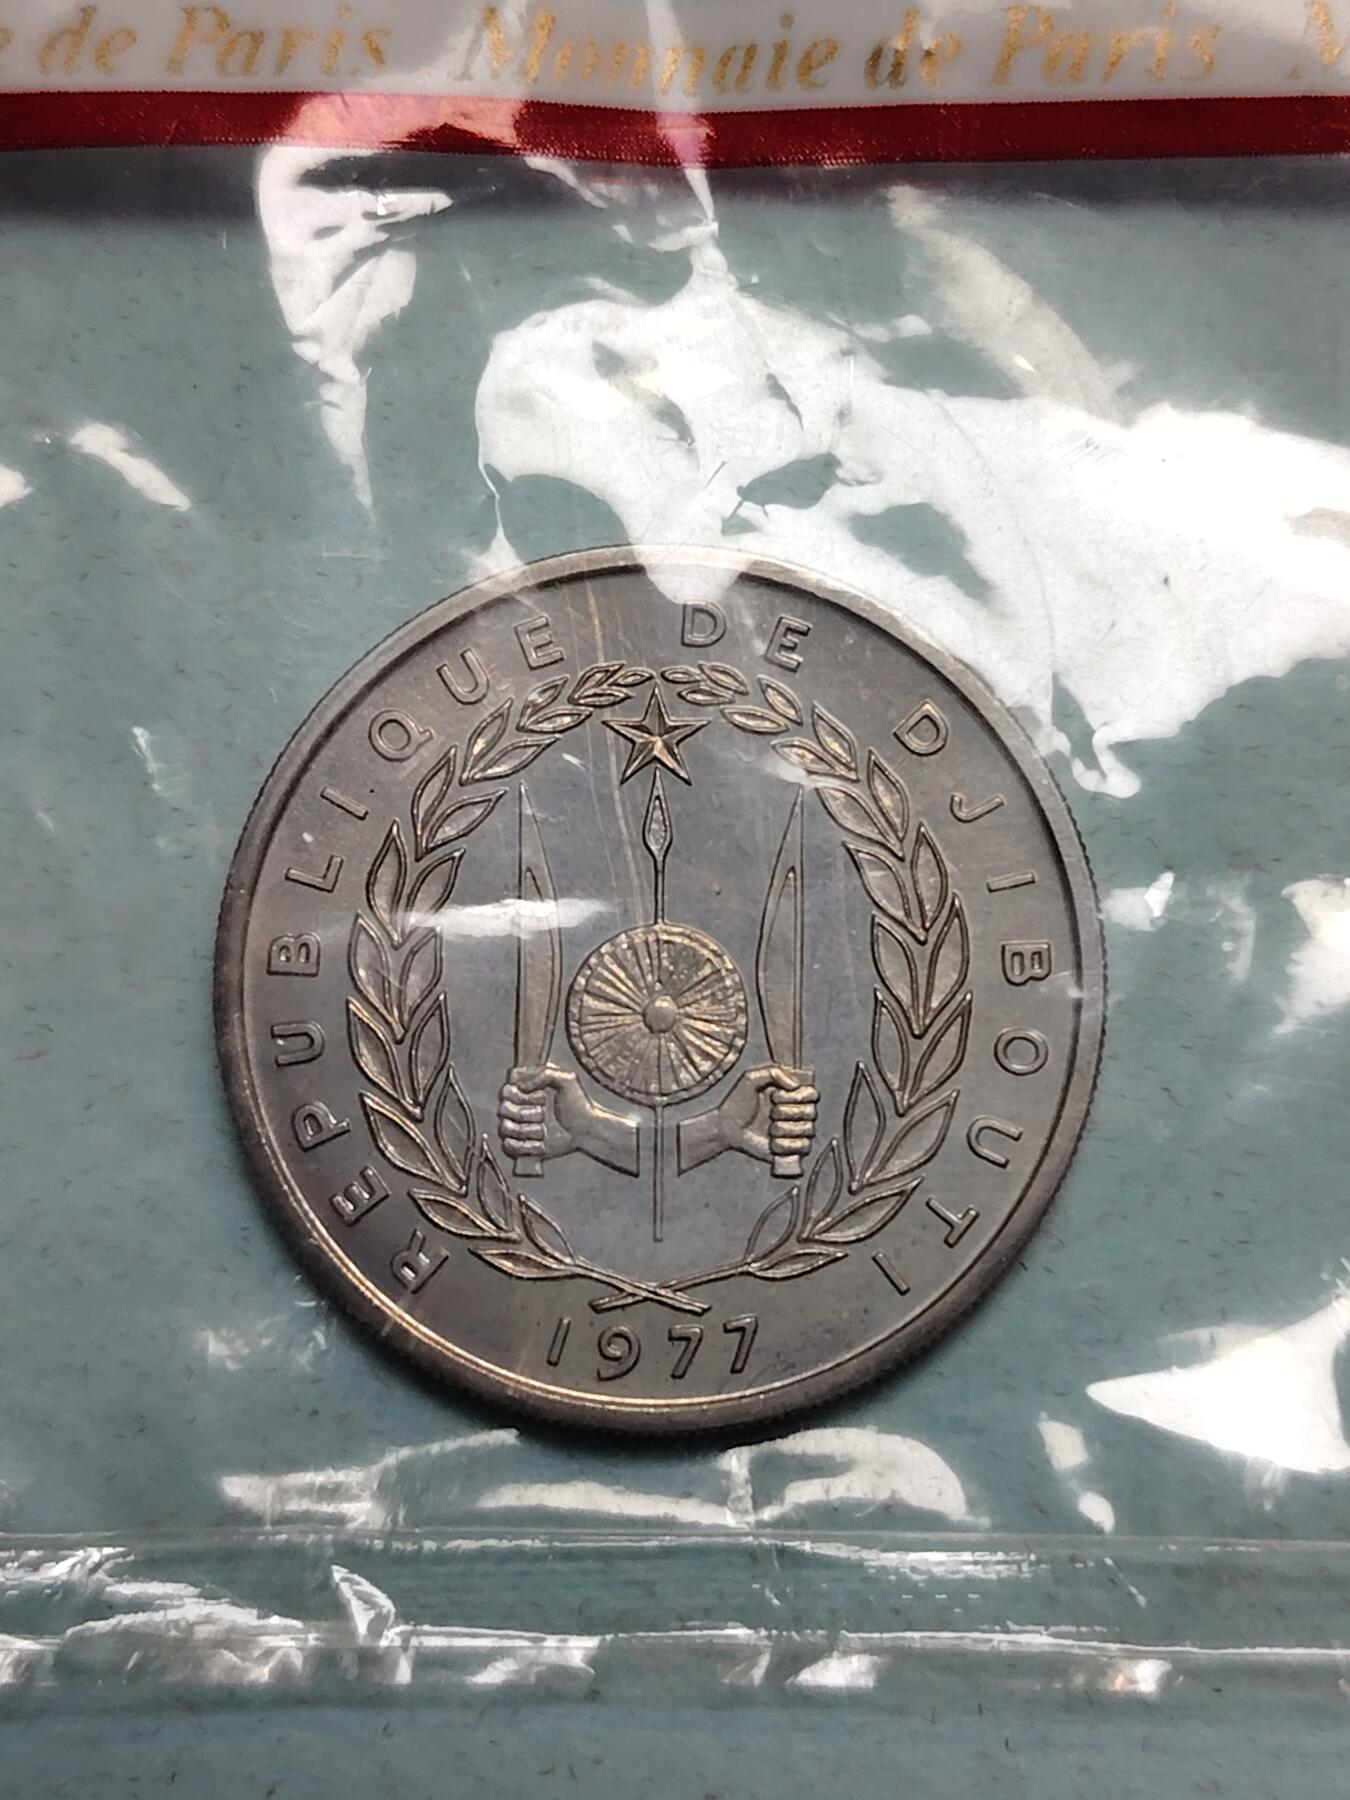 e de Paris Monnaie de Paris M
REPUBLIQUE DE DJIBOUTI
1977